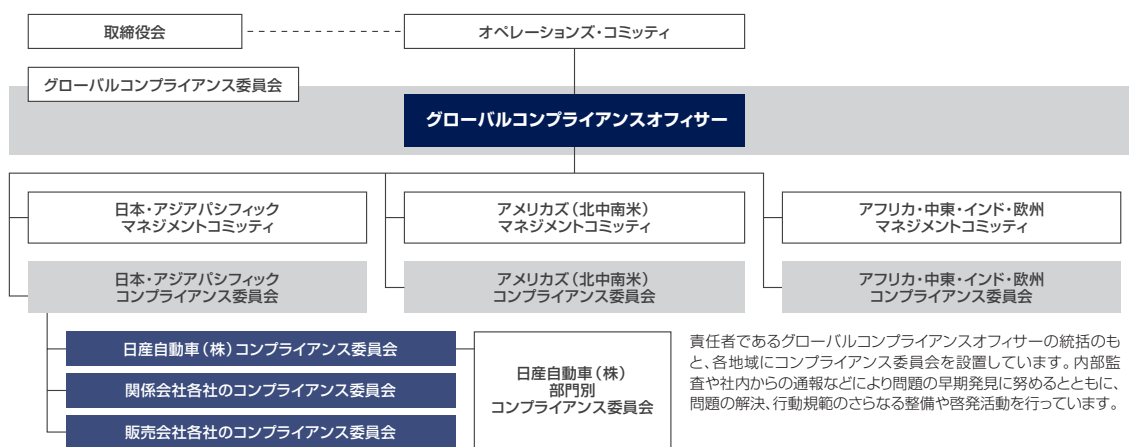 取締役会
オペレーションズ・コミッティ
グローバルコンプライアンス委員会
グローバルコンプライアンスオフィサー
日本・アジアパシフィック
マネジメントコミッティ
アメリカズ（北中南米）
マネジメントコミッティ
アフリカ・中東・インド・欧州
マネジメントコミッティ
日本・アジアパシフィック
コンプライアンス委員会
アメリカズ（北中南米）
コンプライアンス委員会
アフリカ・中東・インド・欧州
コンプライアンス委員会
日産自動車（株）コンプライアンス委員会
関係会社各社のコンプライアンス委員会
販売会社各社のコンプライアンス委員会
日産自動車（株）
部門別
コンプライアンス委員会
責任者であるグローバルコンプライアンスオフィサーの統括のも
と、各地域にコンプライアンス委員会を設置しています。内部監
査や社内からの通報などにより問題の早期発見に努めるとともに、
問題の解決、行動規範のさらなる整備や啓発活動を行っています。